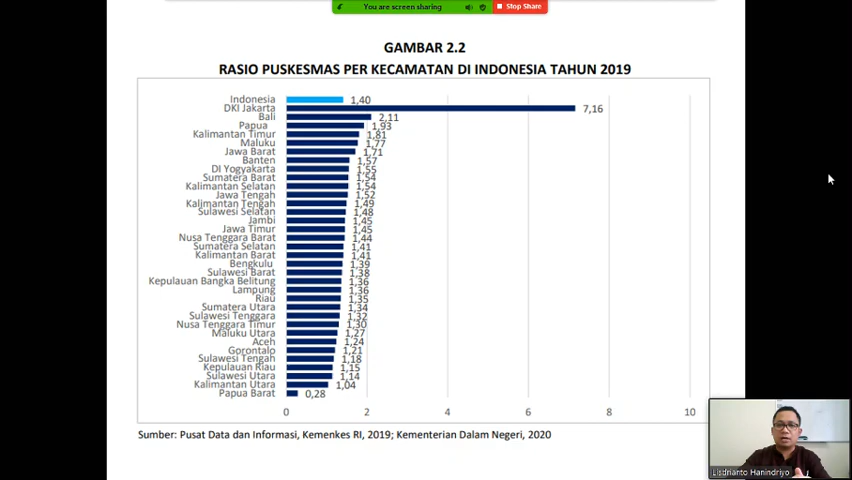 You are screen sharing
Stop Share
GAMBAR 2.2
RASIO PUSKESMAS PER KECAMATAN DI INDONESIA TAHUN 2019
Indonesia 1,40
DKI Jakarta 7,16
Bali 2,11
Papua 1,93
Kalimantan Timur 1,81
Maluku 1,77
Jawa Barat 1,71
Banten 1,57
DI Yogyakarta 1,55
Sumatera Barat 1,54
Kalimantan Selatan 1,54
Jawa Tengah 1,52
Kalimantan Tengah 1,49
Sulawesi Selatan 1,48
Jambi 1,45
Jawa Timur 1,45
Nusa Tenggara Barat 1,44
Sumatera Selatan 1,41
Kalimantan Barat 1,41
Bengkulu 1,39
Sulawesi Barat 1,38
Kepulauan Bangka Belitung 1,36
Lampung 1,36
Riau 1,35
Sumatera Utara 1,34
Sulawesi Tenggara 1,32
Nusa Tenggara Timur 1,30
Maluku Utara 1,27
Aceh 1,24
Gorontalo 1,21
Sulawesi Tengah 1,18
Kepulauan Riau 1,15
Sulawesi Utara 1,14
Kalimantan Utara 1,04
Papua Barat 0,28
0 2 4 6 8 10
Sumber: Pusat Data dan Informasi, Kemenkes RI, 2019; Kementerian Dalam Negeri, 2020
Lisdrianto Hanindriyo